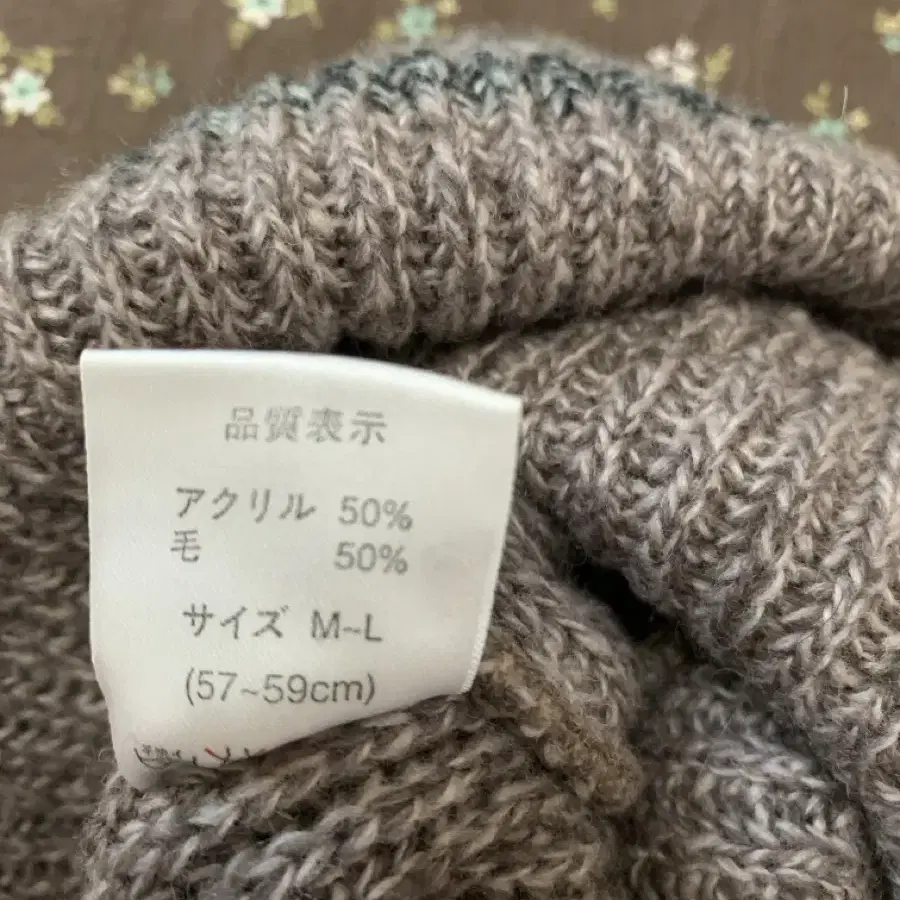 品質表示
アクリル 50%
毛 50%
サイズ M~L
(57~59cm)